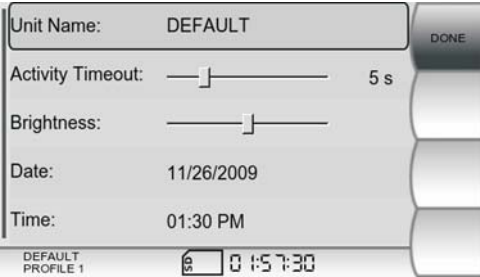 Unit Name: DEFAULT
DONE
Activity Timeout: 5 s
Brightness:
Date: 11/26/2009
Time: 01:30 PM
DEFAULT
PROFILE 1
SD 01:57:30